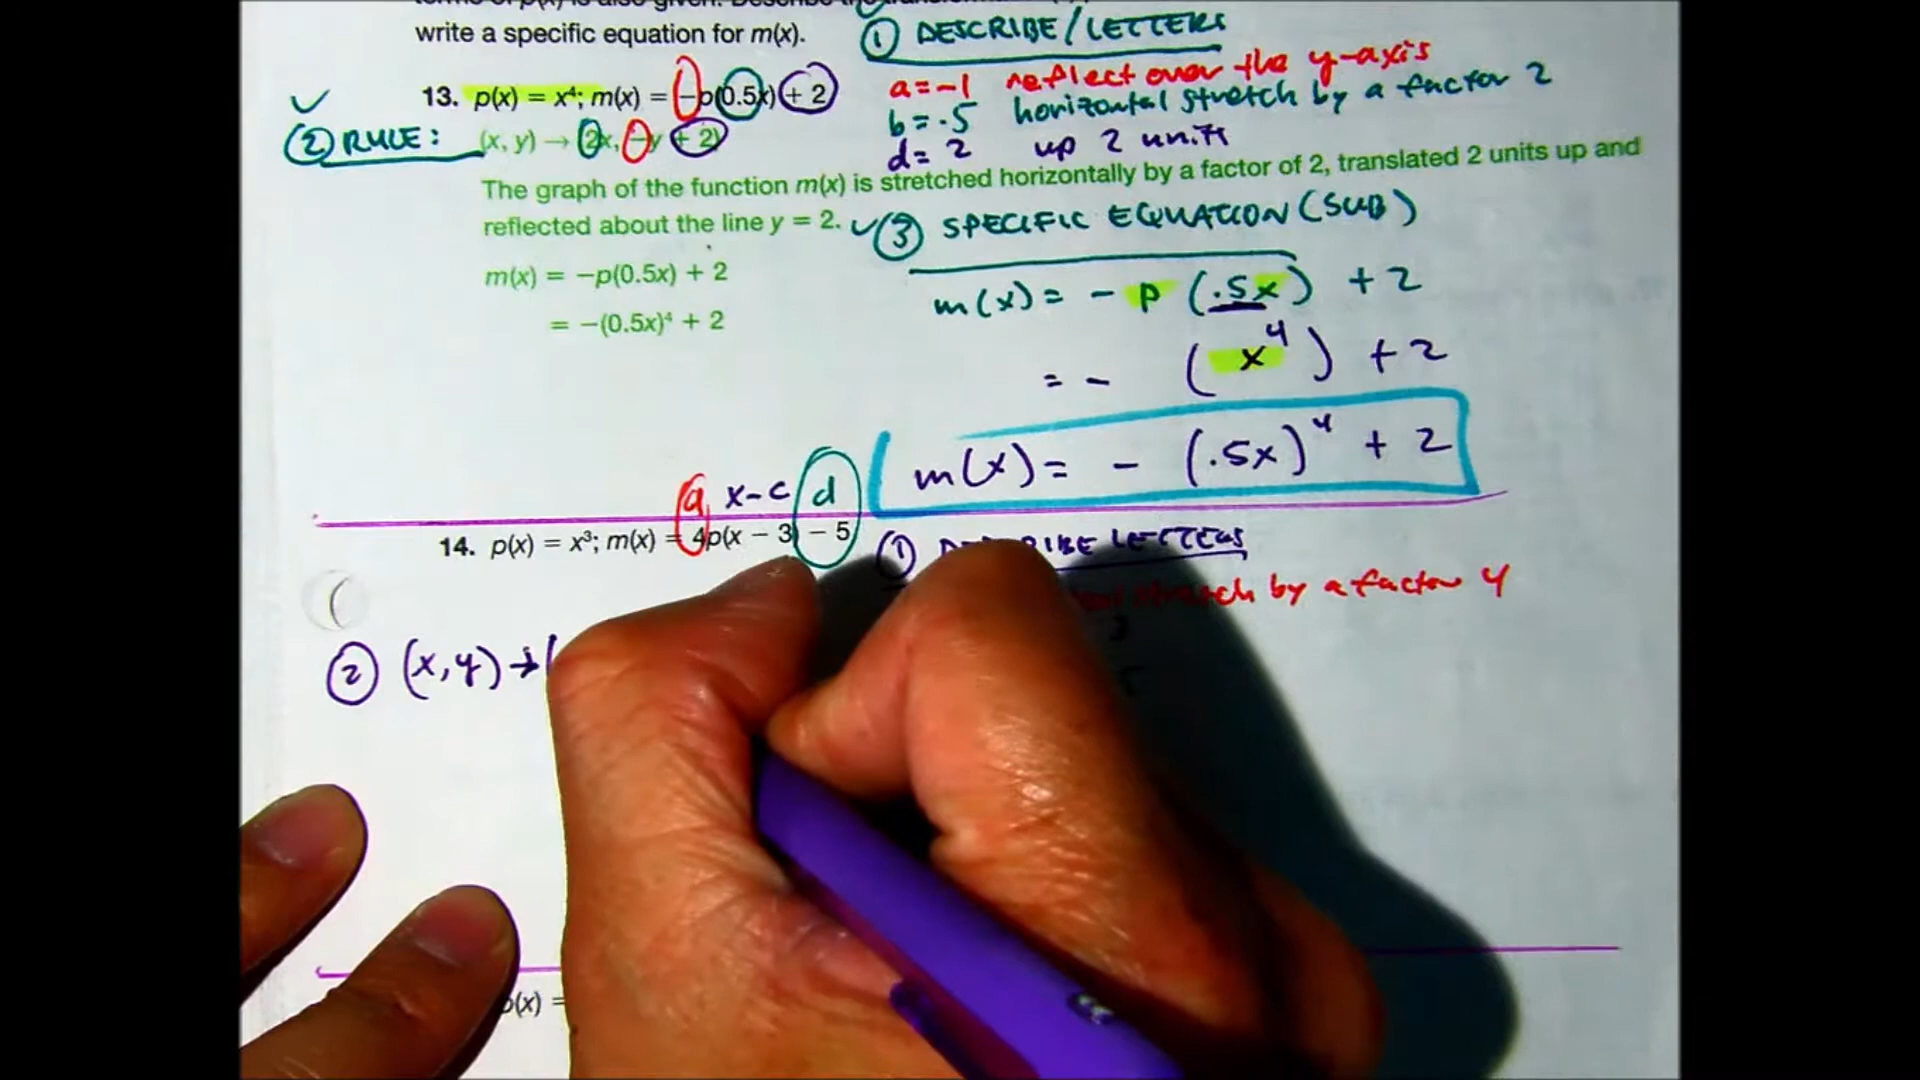 write a specific equation for m(x).
① DESCRIBE/LETTERS
13. p(x) = x⁴; m(x) = -p(0.5x) + 2
a = -1 reflect over the y-axis
b = .5 horizontal stretch by a factor 2
d = 2 up 2 units
② RULE: (x, y) → 2x, -y + 2)
The graph of the function m(x) is stretched horizontally by a factor of 2, translated 2 units up and
reflected about the line y = 2.
m(x) = -p(0.5x) + 2
= -(0.5x)⁴ + 2
③ SPECIFIC EQUATION (SUB)
m(x) = - p (.5x) + 2
= - (x⁴) + 2
m(x) = - (.5x)⁴ + 2
a x-c d
14. p(x) = x³; m(x) = 4p(x - 3) - 5
① LETTERS
stretch by a factor 4
3
② (x, y) → (
p(x) =